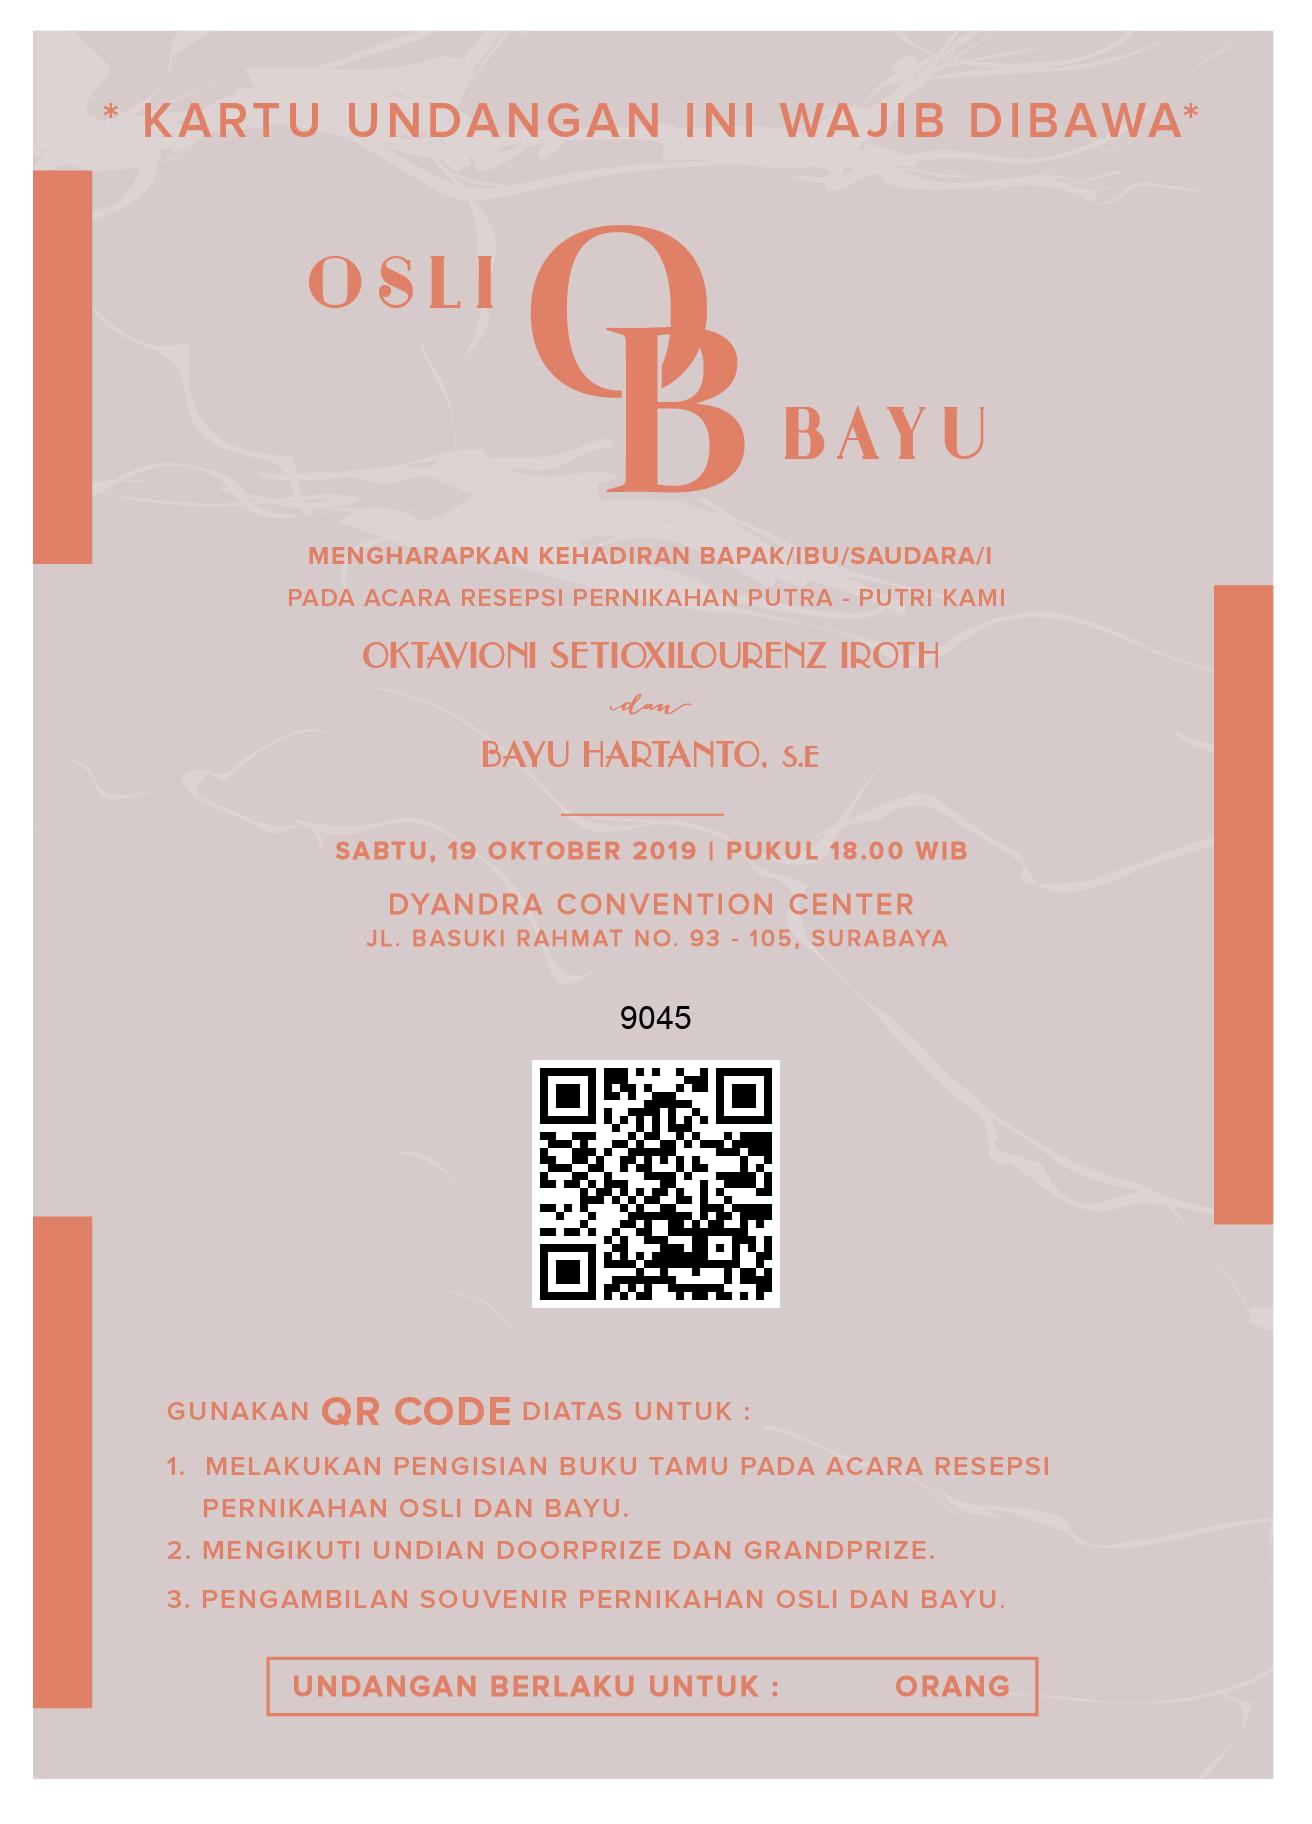 * KARTU UNDANGAN INI WAJIB DIBAWA*
OSLI
OB
BAYU
MENGHARAPKAN KEHADIRAN BAPAK/IBU/SAUDARA/I
PADA ACARA RESEPSI PERNIKAHAN PUTRA - PUTRI KAMI
OKTAVIONI SETIOXILOURENZ IROTH
dan
BAYU HARTANTO, S.E
SABTU, 19 OKTOBER 2019 | PUKUL 18.00 WIB
DYANDRA CONVENTION CENTER
JL. BASUKI RAHMAT NO. 93 - 105, SURABAYA
9045
GUNAKAN QR CODE DIATAS UNTUK :
1. MELAKUKAN PENGISIAN BUKU TAMU PADA ACARA RESEPSI
PERNIKAHAN OSLI DAN BAYU.
2. MENGIKUTI UNDIAN DOORPRIZE DAN GRANDPRIZE.
3. PENGAMBILAN SOUVENIR PERNIKAHAN OSLI DAN BAYU.
UNDANGAN BERLAKU UNTUK : ORANG